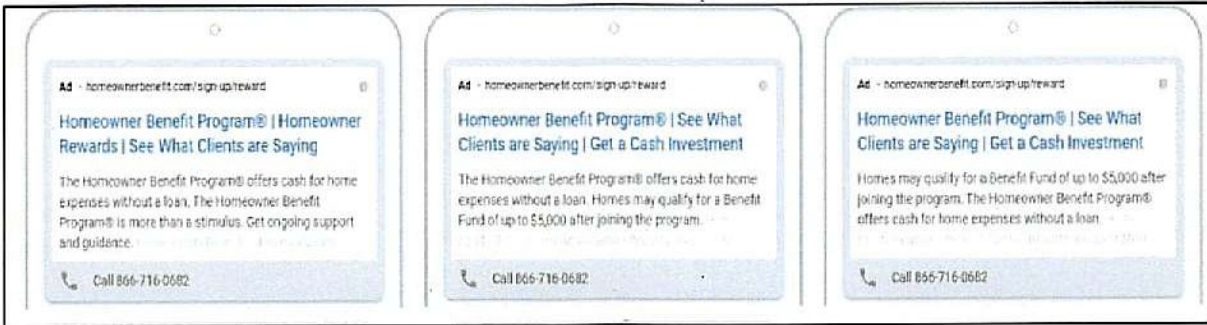 Ad - homeownerbenefit.com/sign-up/reward
Homeowner Benefit Program® | Homeowner
Rewards | See What Clients are Saying
The Homeowner Benefit Program® offers cash for home
expenses without a loan. The Homeowner Benefit
Program® is more than a stimulus. Get ongoing support
and guidance.
Call 866-716-0682
Ad - homeownerbenefit.com/sign-up/reward
Homeowner Benefit Program® | See What
Clients are Saying | Get a Cash Investment
The Homeowner Benefit Program® offers cash for home
expenses without a loan. Homes may qualify for a Benefit
Fund of up to $5,000 after joining the program.
Call 866-716-0682
Ad - homeownerbenefit.com/sign-up/reward
Homeowner Benefit Program® | See What
Clients are Saying | Get a Cash Investment
Homes may qualify for a Benefit Fund of up to $5,000 after
joining the program. The Homeowner Benefit Program®
offers cash for home expenses without a loan.
Call 866-716-0682